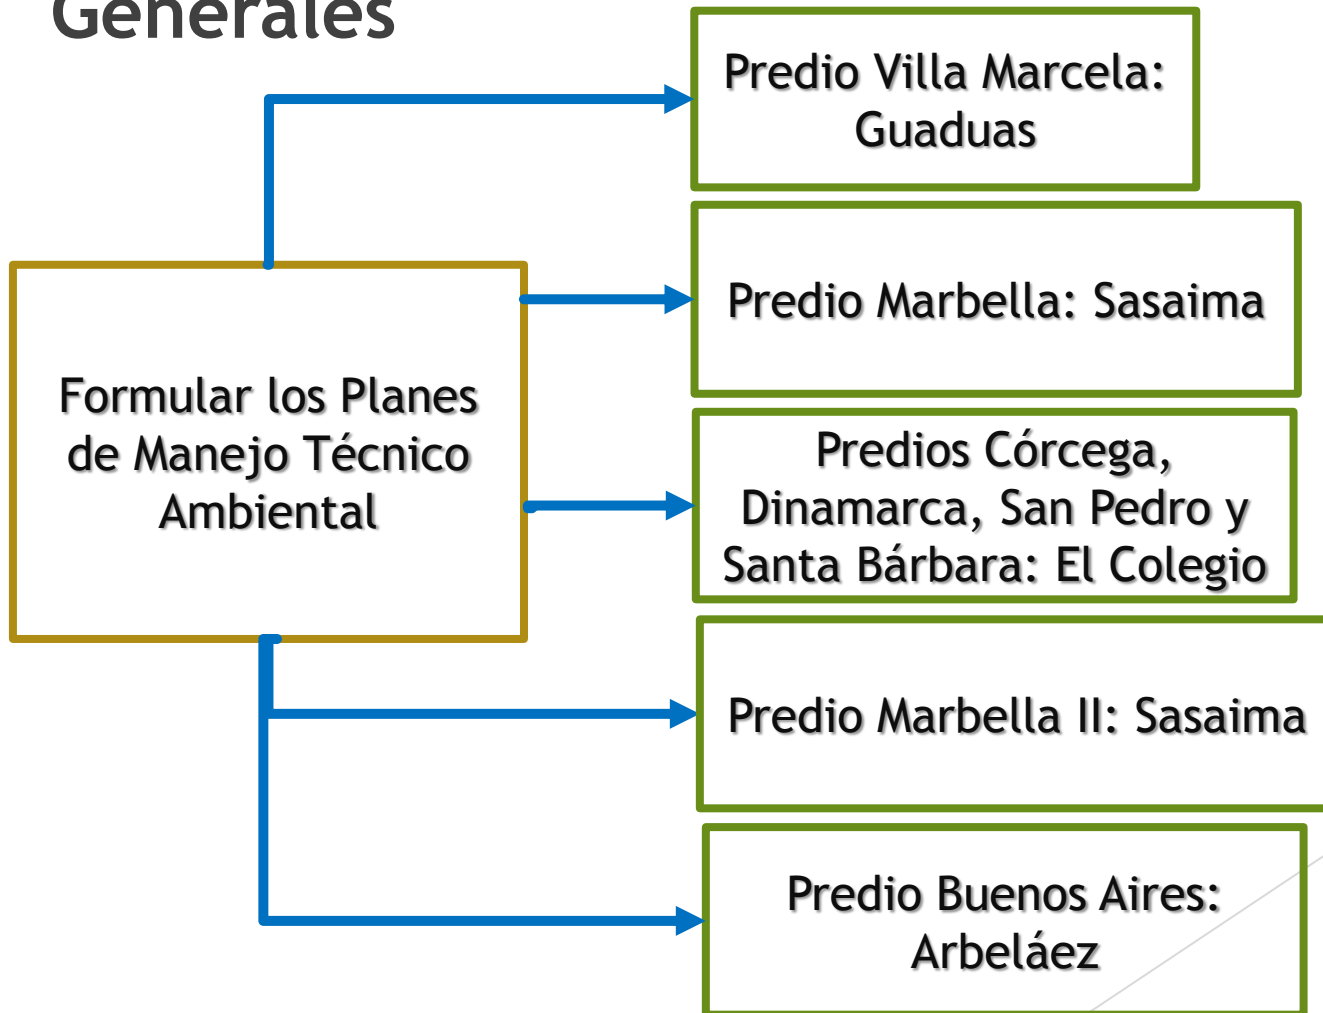 Generales
Predio Villa Marcela:
Guaduas
Predio Marbella: Sasaima
Formular los Planes
de Manejo Técnico
Ambiental
Predios Córcega,
Dinamarca, San Pedro y
Santa Bárbara: El Colegio
Predio Marbella II: Sasaima
Predio Buenos Aires:
Arbeláez